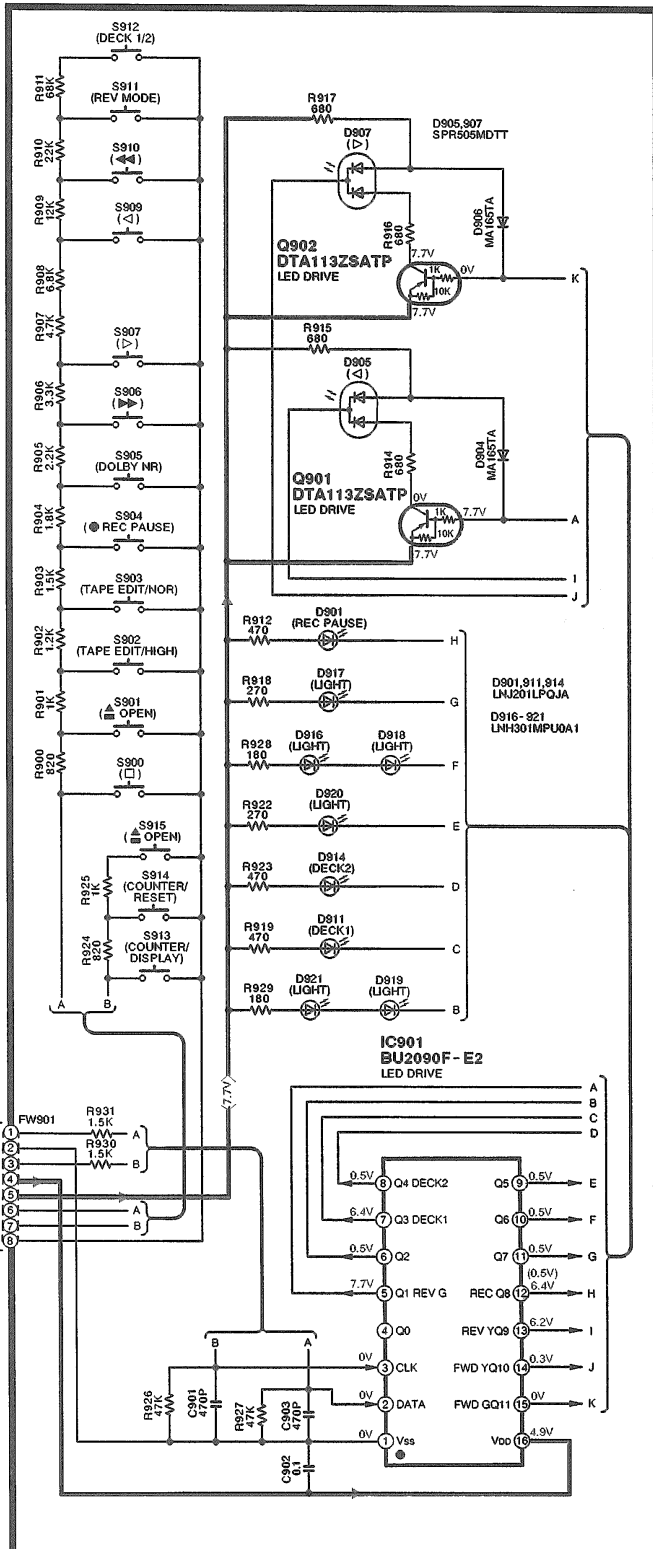 S912
(DECK 1/2)
R911
68K
S911
(REV MODE)
R910
22K
S910
(◀◀)
R909
12K
S909
(◁)
R908
6.8K
R907
4.7K
S907
(▷)
R906
3.3K
S906
(▶▶)
R905
2.2K
S905
(DOLBY NR)
R904
1.8K
S904
(● REC PAUSE)
R903
1.5K
S903
(TAPE EDIT/NOR)
R902
1.2K
S902
(TAPE EDIT/HIGH)
R901
1K
S901
(⏏ OPEN)
R900
820
S900
(□)
S915
(⏏ OPEN)
R925
1K
S914
(COUNTER/
RESET)
R924
820
S913
(COUNTER/
DISPLAY)
A B
R917
680
D907
(▷)
D905,907
SPR505MDTT
R916
680
D906
MA165TA
Q902
DTA113ZSATP
LED DRIVE
7.7V
1K
10K
0V
7.7V
K
R915
680
D905
(◁)
R914
680
D904
MA165TA
Q901
DTA113ZSATP
LED DRIVE
0V
1K
10K
7.7V
7.7V
A
I
J
R912
470
D901
(REC PAUSE)
H
R918
270
D917
(LIGHT)
G
R928
180
D916
(LIGHT)
D918
(LIGHT)
F
R922
270
D920
(LIGHT)
E
R923
470
D914
(DECK2)
D
R919
470
D911
(DECK1)
C
R929
180
D921
(LIGHT)
D919
(LIGHT)
B
D901,911,914
LNJ201LPQJA
D916-921
LNH301MPU0A1
(7.7V)
IC901
BU2090F-E2
LED DRIVE
A
B
C
D
FW901
1
2
3
4
5
6
7
8
R931
1.5K
A
R930
1.5K
B
A
B
0.5V 8 Q4 DECK2
Q5 9 0.5V E
6.4V 7 Q3 DECK1
Q6 10 0.5V F
0.5V 6 Q2
Q7 11 0.5V G
7.7V 5 Q1 REV G
REC Q8 12 (0.5V) 6.4V H
4 Q0
REV YQ9 13 6.2V I
0V 3 CLK
FWD YQ10 14 0.3V J
0V 2 DATA
FWD GQ11 15 0V K
0V 1 Vss
VDD 16 4.9V
B A
R926
47K
C901
470P
R927
47K
C903
470P
C902
0.1